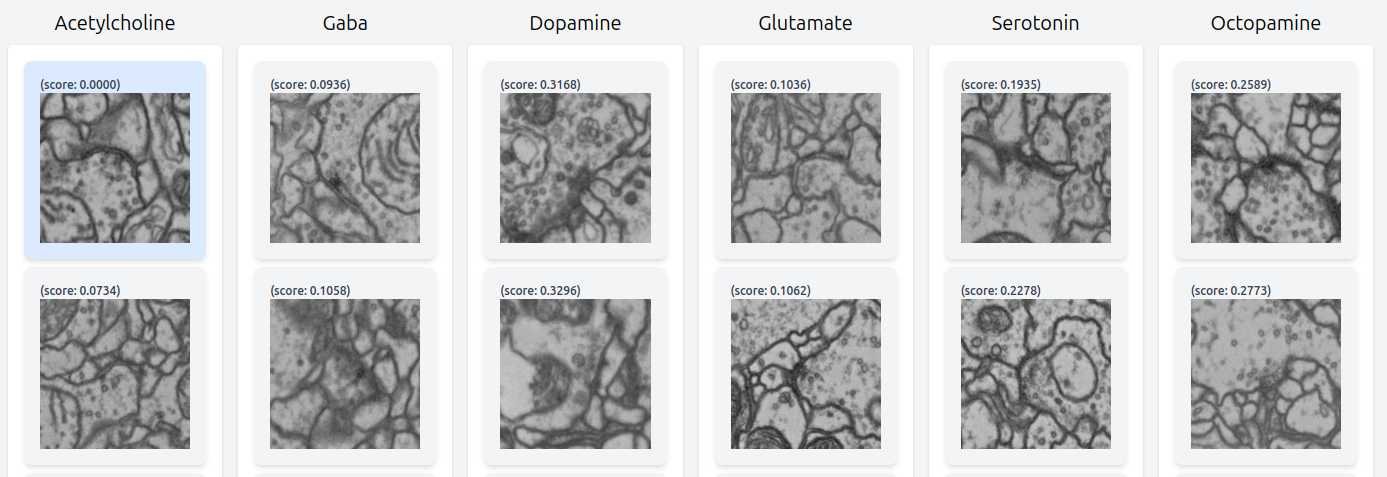 Acetylcholine Gaba Dopamine Glutamate Serotonin Octopamine
(score: 0.0000) (score: 0.0936) (score: 0.3168) (score: 0.1036) (score: 0.1935) (score: 0.2589)
(score: 0.0734) (score: 0.1058) (score: 0.3296) (score: 0.1062) (score: 0.2278) (score: 0.2773)